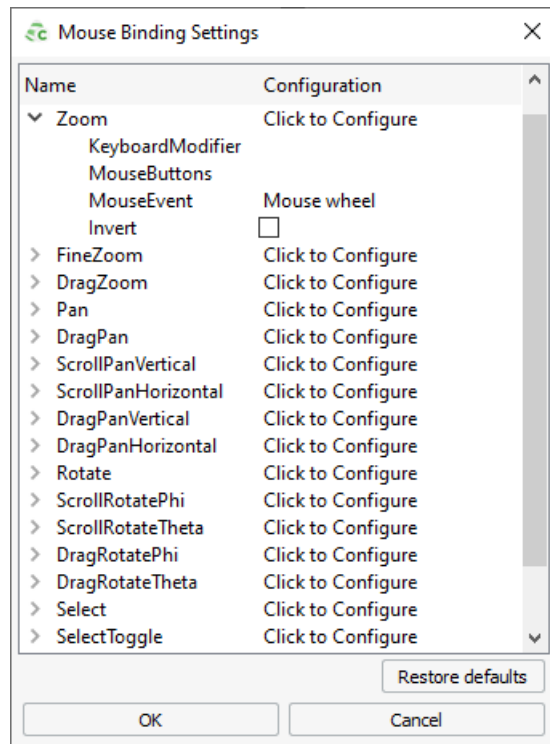 Mouse Binding Settings
Name Configuration
Zoom Click to Configure
KeyboardModifier
MouseButtons
MouseEvent Mouse wheel
Invert
FineZoom Click to Configure
DragZoom Click to Configure
Pan Click to Configure
DragPan Click to Configure
ScrollPanVertical Click to Configure
ScrollPanHorizontal Click to Configure
DragPanVertical Click to Configure
DragPanHorizontal Click to Configure
Rotate Click to Configure
ScrollRotatePhi Click to Configure
ScrollRotateTheta Click to Configure
DragRotatePhi Click to Configure
DragRotateTheta Click to Configure
Select Click to Configure
SelectToggle Click to Configure
Restore defaults
OK Cancel